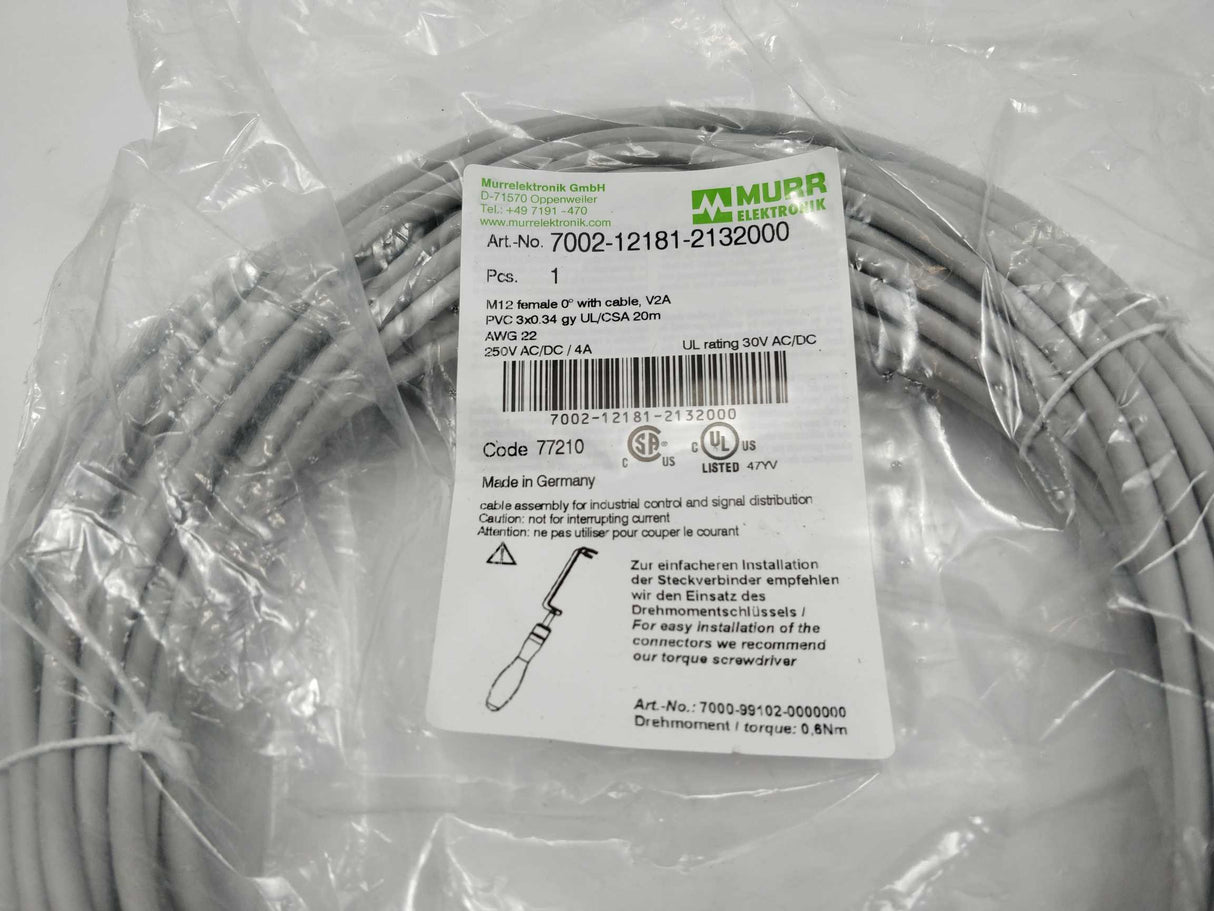 Murrelektronik GmbH
D-71570 Oppenweiler
Tel.: +49 7191 -470
www.murrelektronik.com
MURR
ELEKTRONIK
Art.-No. 7002-12181-2132000
Pcs. 1
M12 female 0° with cable, V2A
PVC 3x0.34 gy UL/CSA 20m
AWG 22
250V AC/DC / 4A UL rating 30V AC/DC
7002-12181-2132000
Code 77210
C SA® US
C UL US
LISTED 47YV
Made in Germany
cable assembly for industrial control and signal distribution
Caution: not for interrupting current
Attention: ne pas utiliser pour couper le courant
Zur einfacheren Installation
der Steckverbinder empfehlen
wir den Einsatz des
Drehmomentschlüssels /
For easy installation of the
connectors we recommend
our torque screwdriver
Art.-No.: 7000-99102-0000000
Drehmoment / torque: 0,6Nm